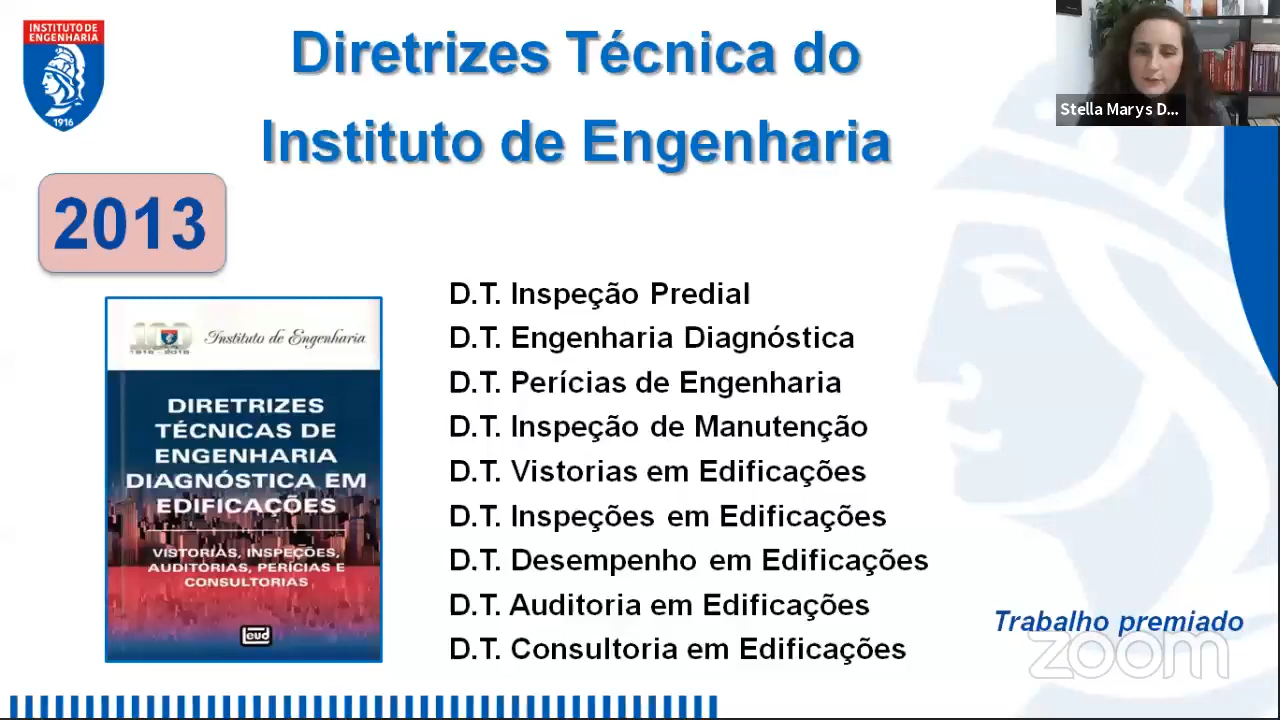 INSTITUTO DE
ENGENHARIA
1916
Diretrizes Técnica do
Instituto de Engenharia
Stella Marys D...
2013
100
1916 - 2016
Instituto de Engenharia
DIRETRIZES
TÉCNICAS DE
ENGENHARIA
DIAGNÓSTICA EM
EDIFICAÇÕES
VISTORIAS, INSPEÇÕES,
AUDITORIAS, PERÍCIAS E
CONSULTORIAS
Leud
D.T. Inspeção Predial
D.T. Engenharia Diagnóstica
D.T. Perícias de Engenharia
D.T. Inspeção de Manutenção
D.T. Vistorias em Edificações
D.T. Inspeções em Edificações
D.T. Desempenho em Edificações
D.T. Auditoria em Edificações
D.T. Consultoria em Edificações
Trabalho premiado
zoom